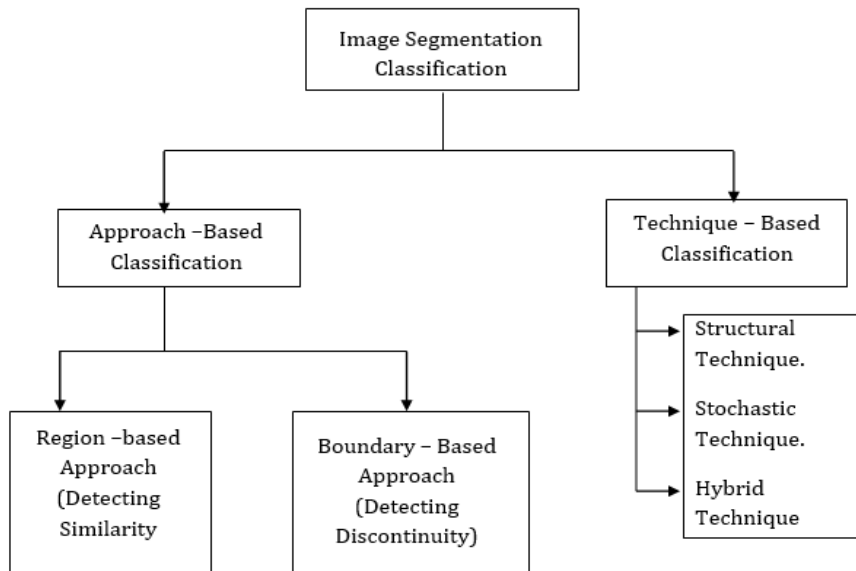 Image Segmentation
Classification
Approach –Based
Classification
Technique – Based
Classification
Region –based
Approach
(Detecting
Similarity
Boundary – Based
Approach
(Detecting
Discontinuity)
Structural
Technique.
Stochastic
Technique.
Hybrid
Technique